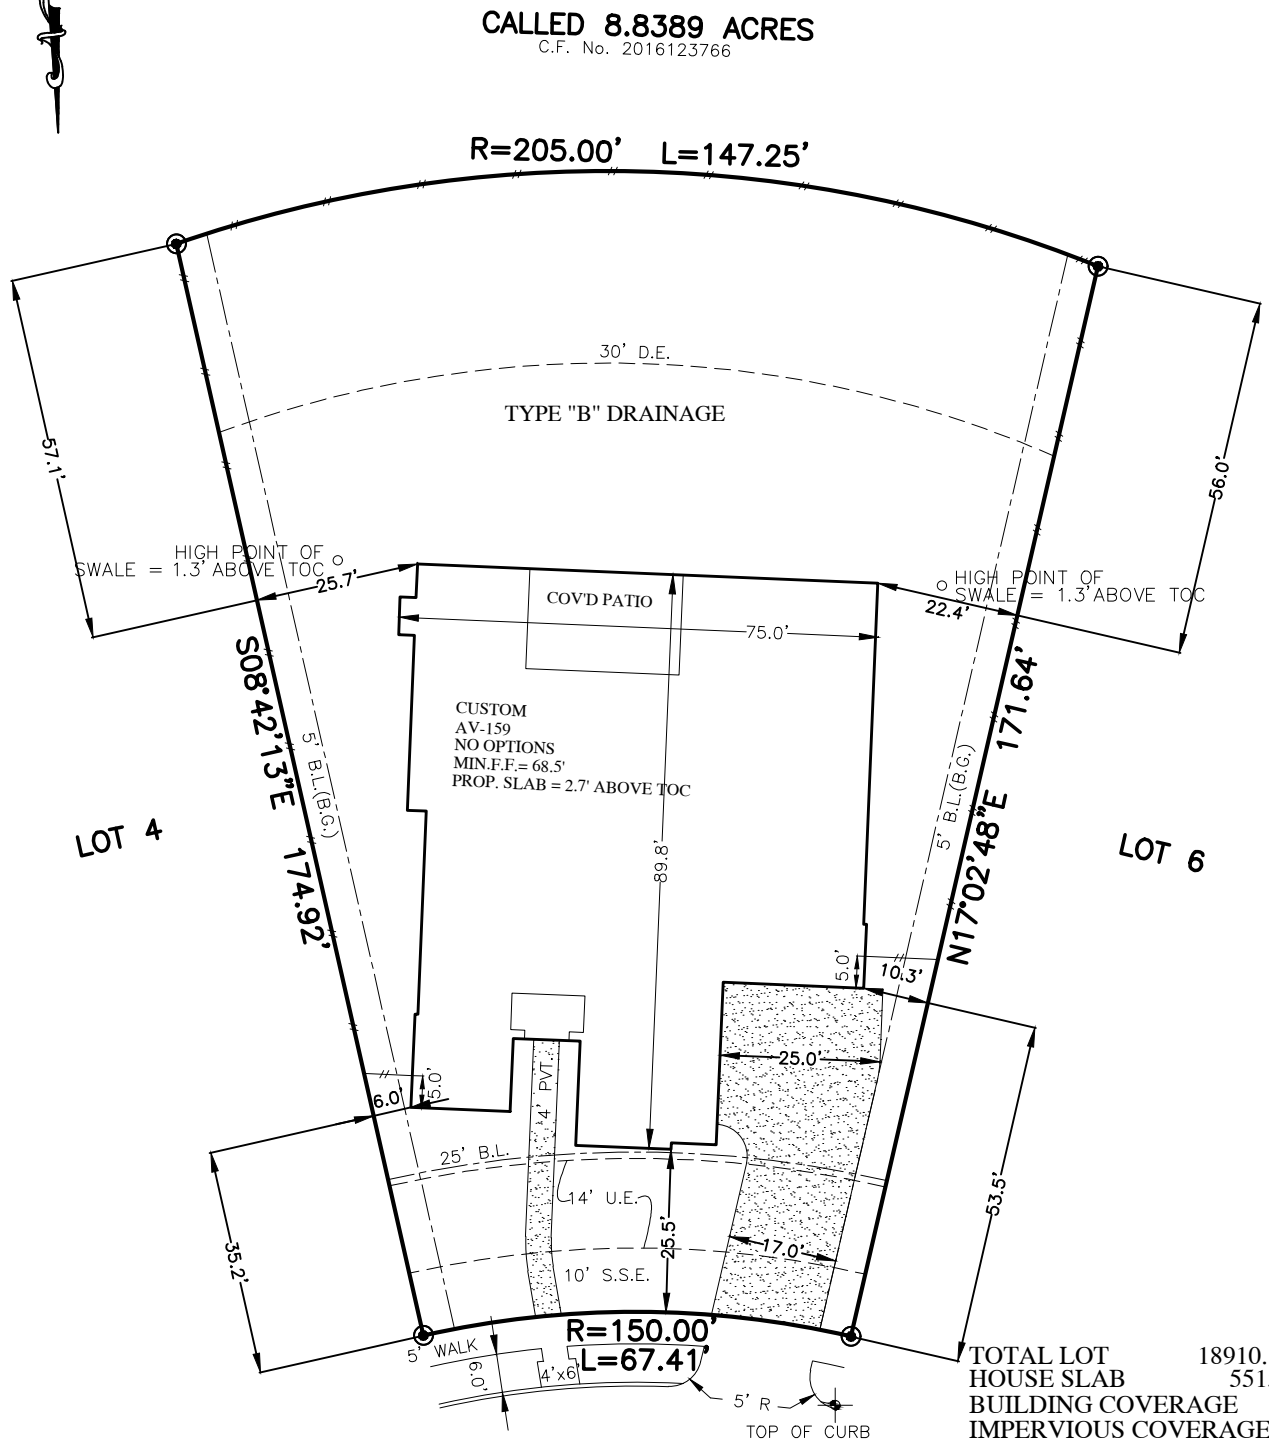 CALLED 8.8389 ACRES
C.F. No. 2016123766
R=205.00' L=147.25'
30' D.E.
TYPE "B" DRAINAGE
57.1'
56.0'
HIGH POINT OF
SWALE = 1.3' ABOVE TOC
25.7'
HIGH POINT OF
SWALE = 1.3' ABOVE TOC
22.4'
COV'D PATIO
75.0'
S08°42'13"E 174.92'
N17°02'48"E 171.64'
5' B.L.(B.G.)
5' B.L.(B.G.)
CUSTOM
AV-159
NO OPTIONS
MIN.F.F.= 68.5'
PROP. SLAB = 2.7' ABOVE TOC
LOT 4
LOT 6
89.8'
5.0'
10.3'
25.0'
4' PVT.
5.0'
6.0'
25' B.L.
14' U.E.
25.5'
17.0'
53.5'
35.2'
10' S.S.E.
R=150.00'
L=67.41'
5' WALK
6.0'
4'x6'
5' R
TOP OF CURB
TOTAL LOT 18910.
HOUSE SLAB 551
BUILDING COVERAGE
IMPERVIOUS COVERAGE